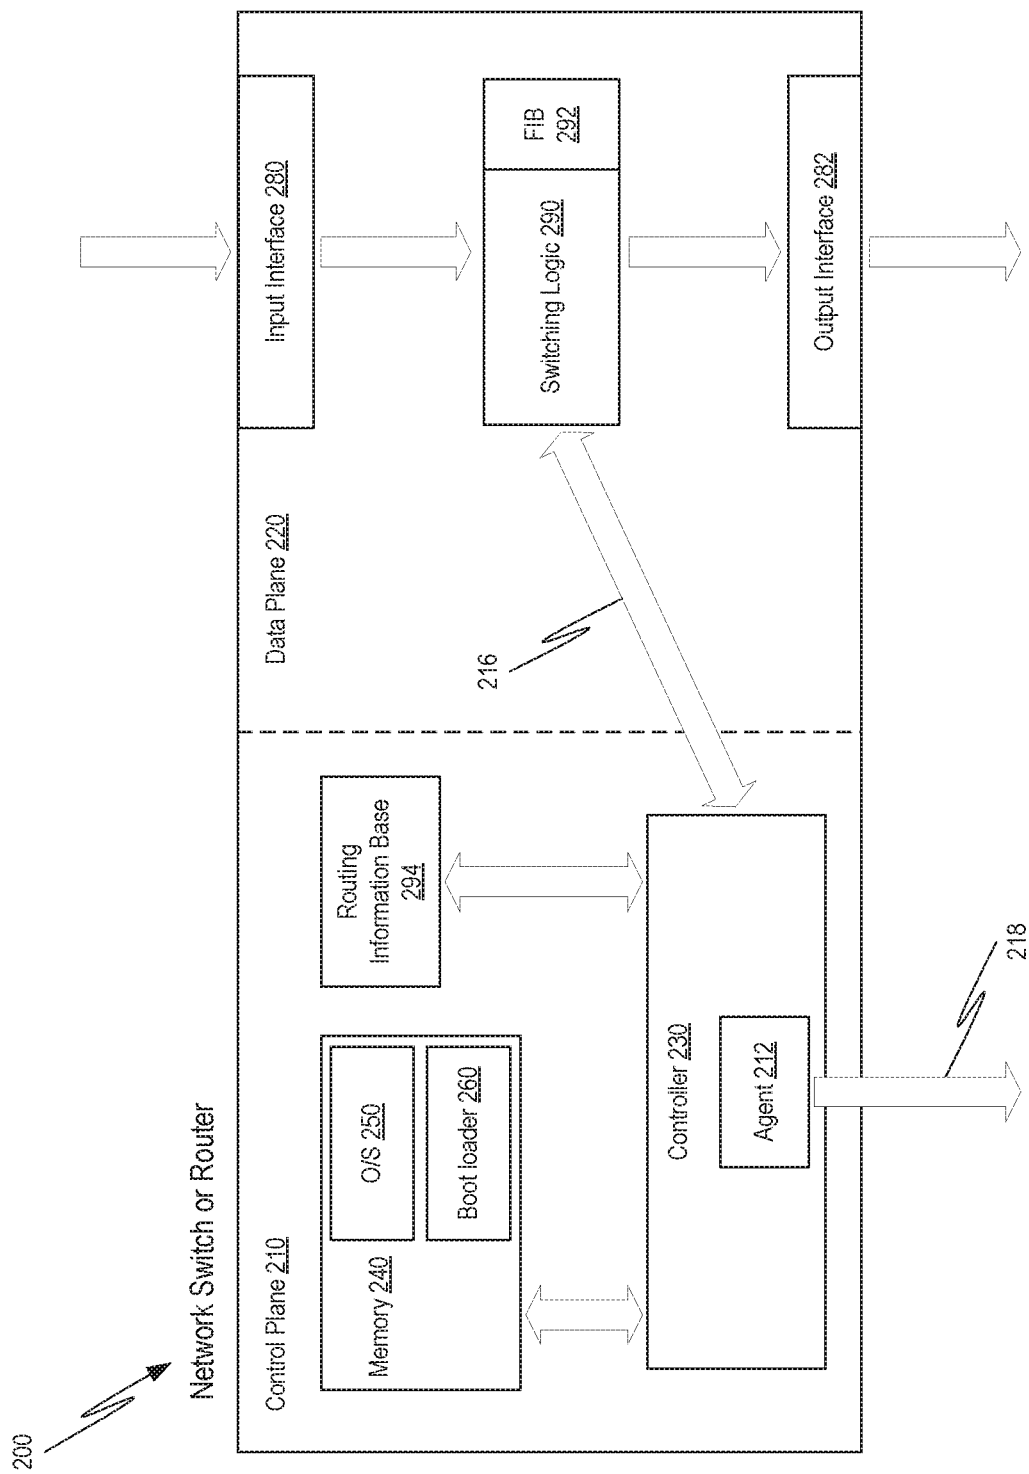 200
Network Switch or Router
Control Plane 210
Memory 240
O/S 250
Boot loader 260
Routing
Information Base
294
Controller 230
Agent 212
218
Data Plane 220
216
Input Interface 280
Switching Logic 290
FIB
292
Output Interface 282